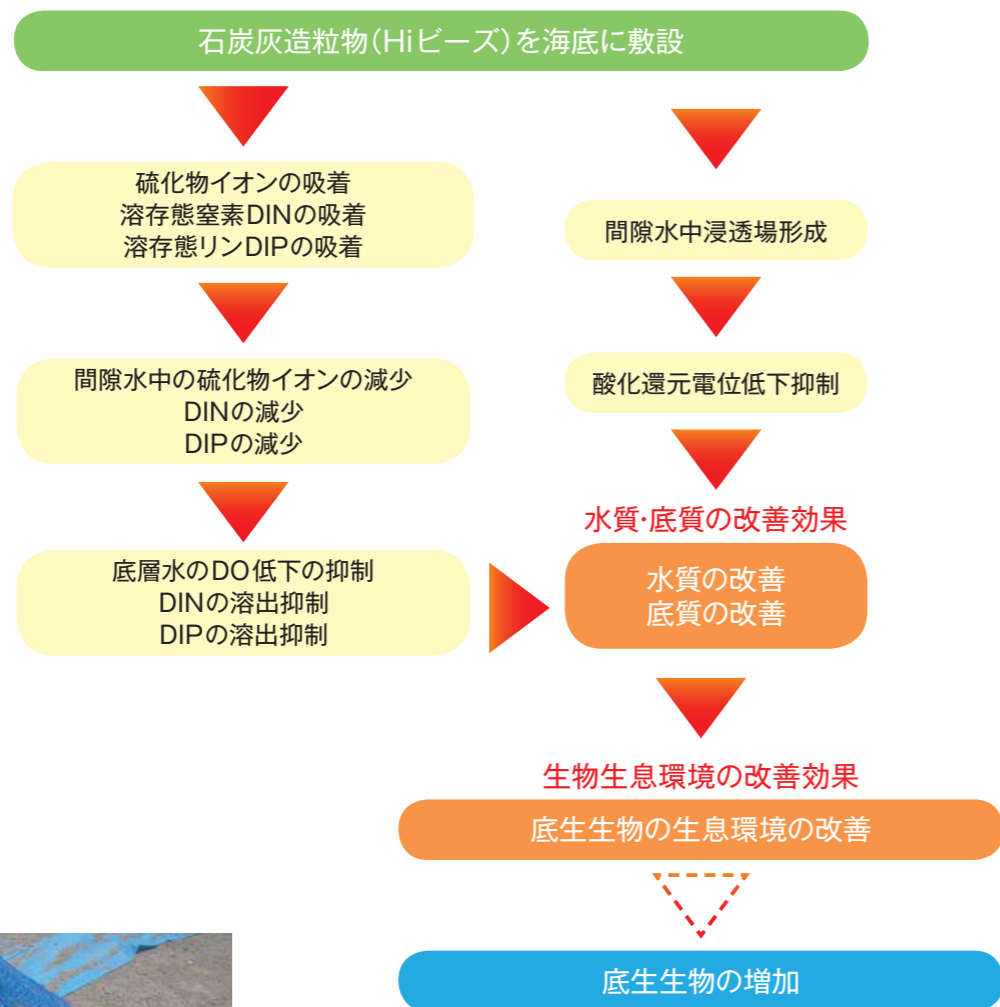 石炭灰造粒物(Hiビーズ)を海底に敷設
硫化物イオンの吸着
溶存態窒素DINの吸着
溶存態リンDIPの吸着
間隙水中の硫化物イオンの減少
DINの減少
DIPの減少
底層水のDO低下の抑制
DINの溶出抑制
DIPの溶出抑制
間隙水中浸透場形成
酸化還元電位低下抑制
水質・底質の改善効果
水質の改善
底質の改善
生物生息環境の改善効果
底生生物の生息環境の改善
底生生物の増加